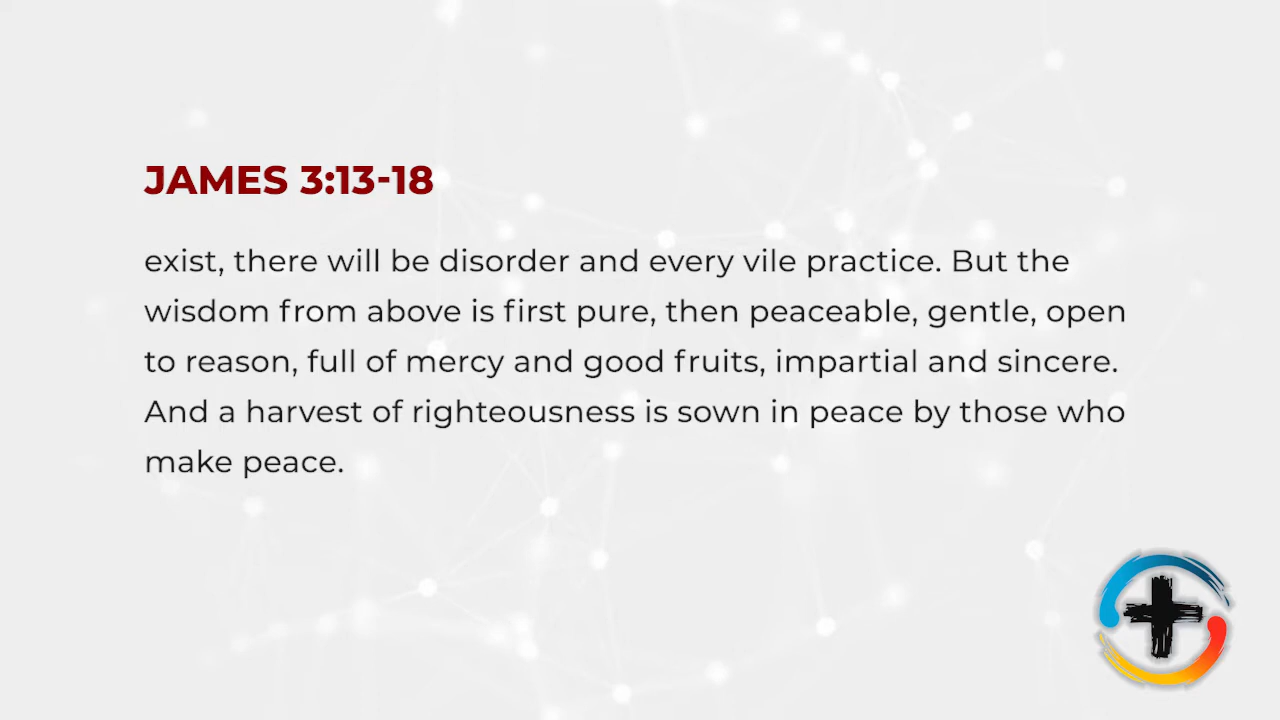 JAMES 3:13-18
exist, there will be disorder and every vile practice. But the
wisdom from above is first pure, then peaceable, gentle, open
to reason, full of mercy and good fruits, impartial and sincere.
And a harvest of righteousness is sown in peace by those who
make peace.